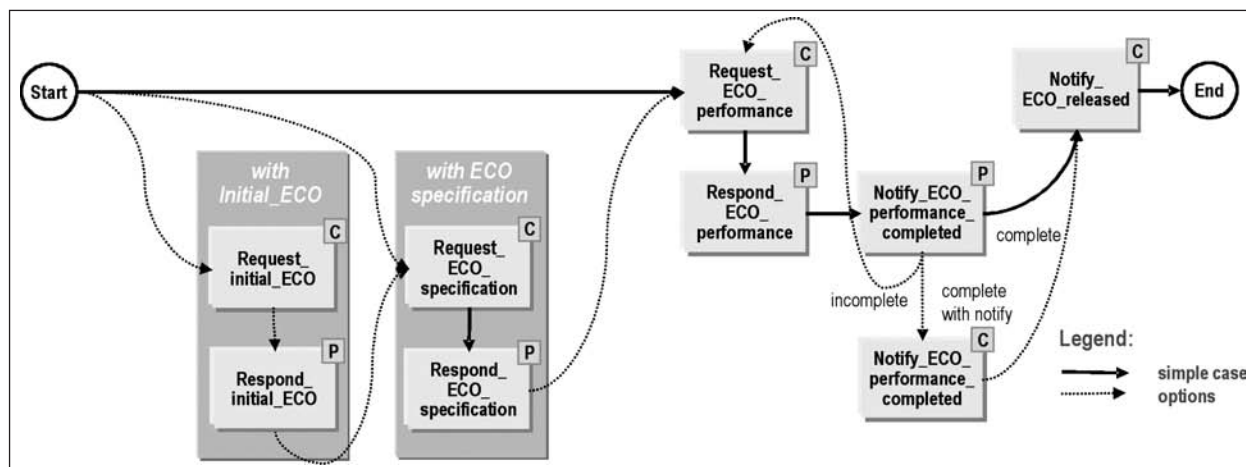 Start
with
Initial_ECO
C
Request_
initial_ECO
P
Respond_
initial_ECO
with ECO
specification
C
Request_
ECO_
specification
P
Respond_
ECO_
specification
C
Request_
ECO_
performance
P
Respond_
ECO_
performance
P
Notify_ECO_
performance_
completed
incomplete
complete
with notify
complete
C
Notify_ECO_
performance_
completed
C
Notify_
ECO_released
End
Legend:
simple case
options